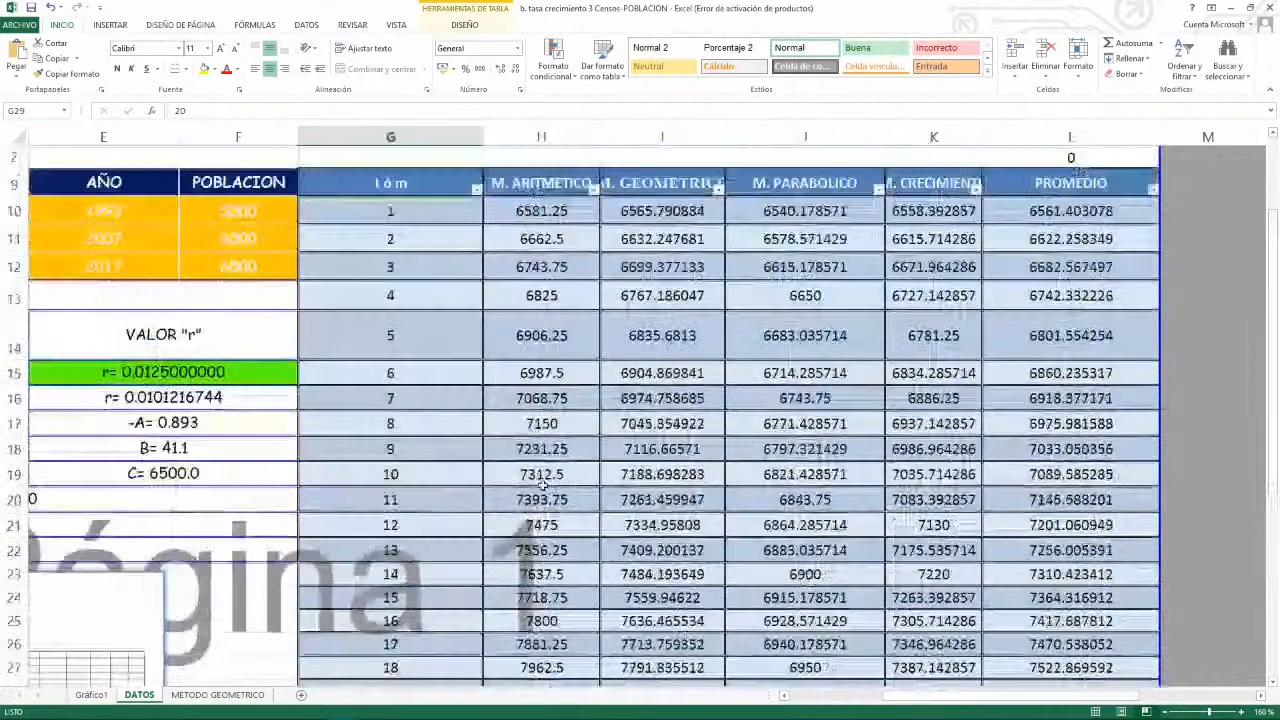 HERRAMIENTAS DE TABLA
b. tasa crecimiento 3 Censos-POBLACION - Excel (Error de activación de productos)
ARCHIVO INICIO INSERTAR DISEÑO DE PÁGINA FÓRMULAS DATOS REVISAR VISTA DISEÑO
Cuenta Microsoft
Pegar
Cortar
Copiar
Copiar formato
Portapapeles
Calibri 11
N K S
Fuente
Ajustar texto
Combinar y centrar
Alineación
General
% 000
Número
Formato condicional
Dar formato como tabla
Normal 2 Porcentaje 2 Normal Buena Incorrecto
Neutral Cálculo Celda de co... Celda vincula... Entrada
Estilos
Insertar Eliminar Formato
Celdas
Autosuma
Rellenar
Borrar
Ordenar y filtrar
Buscar y seleccionar
Modificar
G29 20
E F G H I J K L M
0
9 AÑO POBLACION t ó m M. ARITMETICO M. GEOMETRIC M. PARABOLICO M. CRECIMIENT PROMEDIO
10 1 6581.25 6565.790884 6540.178571 6558.392857 6561.403078
11 2007 2 6662.5 6632.247681 6578.571429 6615.714286 6622.258349
12 2017 6500 3 6743.75 6699.377133 6615.178571 6671.964286 6682.567497
13 4 6825 6767.186047 6650 6727.142857 6742.332226
14 VALOR "r" 5 6906.25 6835.6813 6683.035714 6781.25 6801.554254
15 r= 0.0125000000 6 6987.5 6904.869841 6714.285714 6834.285714 6860.235317
16 r= 0.0101216744 7 7068.75 6974.758685 6743.75 6886.25 6918.377171
17 -A= 0.893 8 7150 7045.354922 6771.428571 6937.142857 6975.981588
18 B= 41.1 9 7231.25 7116.66571 6797.321429 6986.964286 7033.050356
19 C= 6500.0 10 7312.5 7188.698283 6821.428571 7035.714286 7089.585285
20 0 11 7393.75 7261.459947 6843.75 7083.392857 7145.588201
21 12 7475 7334.95808 6864.285714 7130 7201.060949
22 13 7556.25 7409.200137 6883.035714 7175.535714 7256.005391
23 14 7637.5 7484.193649 6900 7220 7310.423412
24 15 7718.75 7559.94622 6915.178571 7263.392857 7364.316912
25 16 7800 7636.465534 6928.571429 7305.714286 7417.687812
26 17 7881.25 7713.759352 6940.178571 7346.964286 7470.538052
27 18 7962.5 7791.835512 6950 7387.142857 7522.869592
Página 1
Gráfico1 DATOS METODO GEOMETRICO
LISTO
160 %